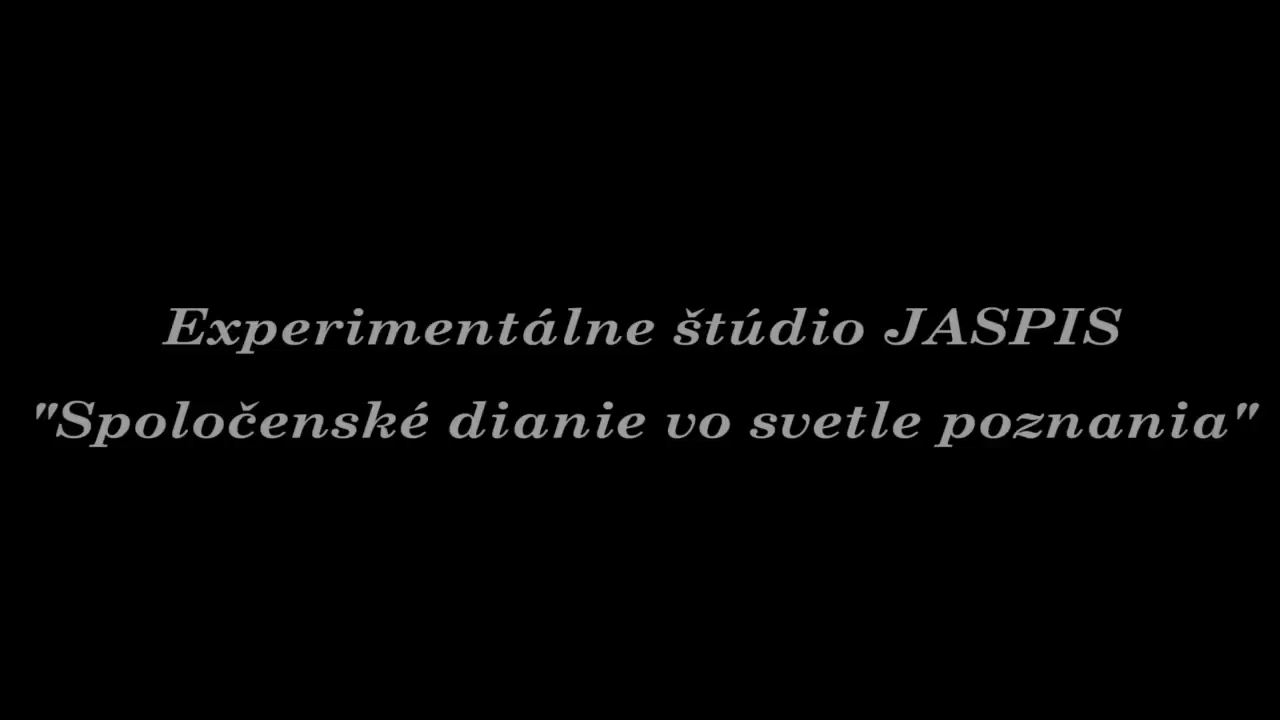 Experimentálne štúdio JASPIS
"Spoločenské dianie vo svetle poznania"